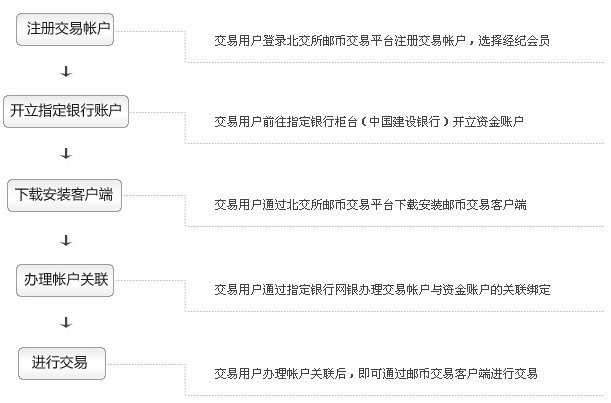 注册交易帐户
交易用户登录北交所邮币交易平台注册交易帐户，选择经纪会员
开立指定银行账户
交易用户前往指定银行柜台（中国建设银行）开立资金账户
下载安装客户端
交易用户通过北交所邮币交易平台下载安装邮币交易客户端
办理帐户关联
交易用户通过指定银行网银办理交易帐户与资金账户的关联绑定
进行交易
交易用户办理帐户关联后，即可通过邮币交易客户端进行交易